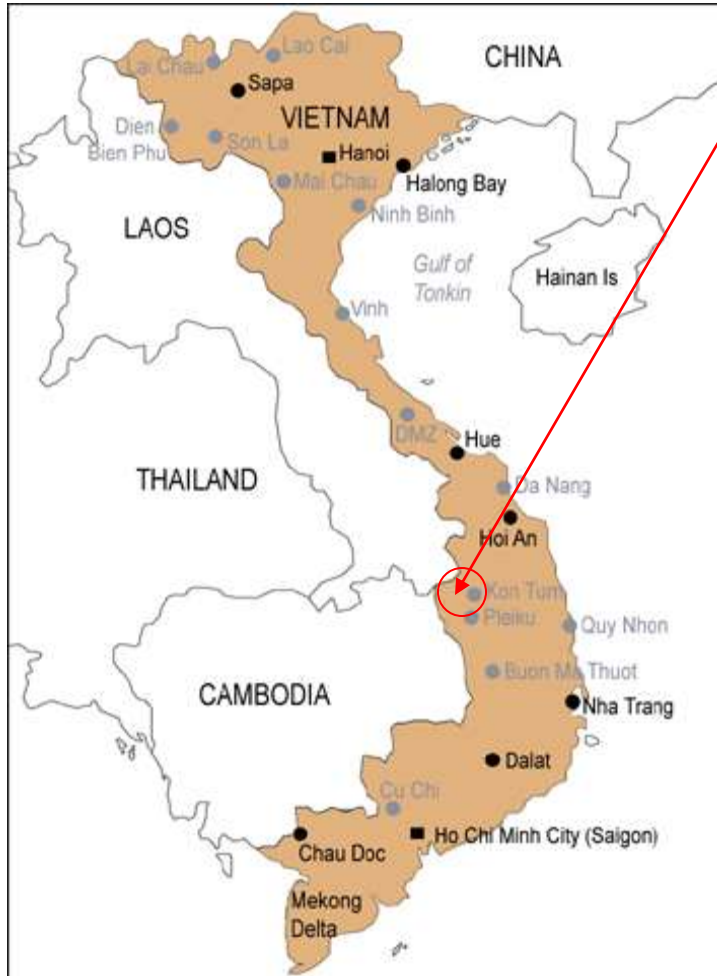 CHINA
Lao Cai
Lai Chau
Sapa
VIETNAM
Dien
Bien Phu
Son La
Hanoi
Halong Bay
Mai Chau
Ninh Binh
LAOS
Gulf of
Tonkin
Hainan Is
Vinh
DMZ
Hue
THAILAND
Da Nang
Hoi An
Kon Tum
Pleiku
Quy Nhon
Buon Ma Thuot
CAMBODIA
Nha Trang
Dalat
Cu Chi
Ho Chi Minh City (Saigon)
Chau Doc
Mekong
Delta